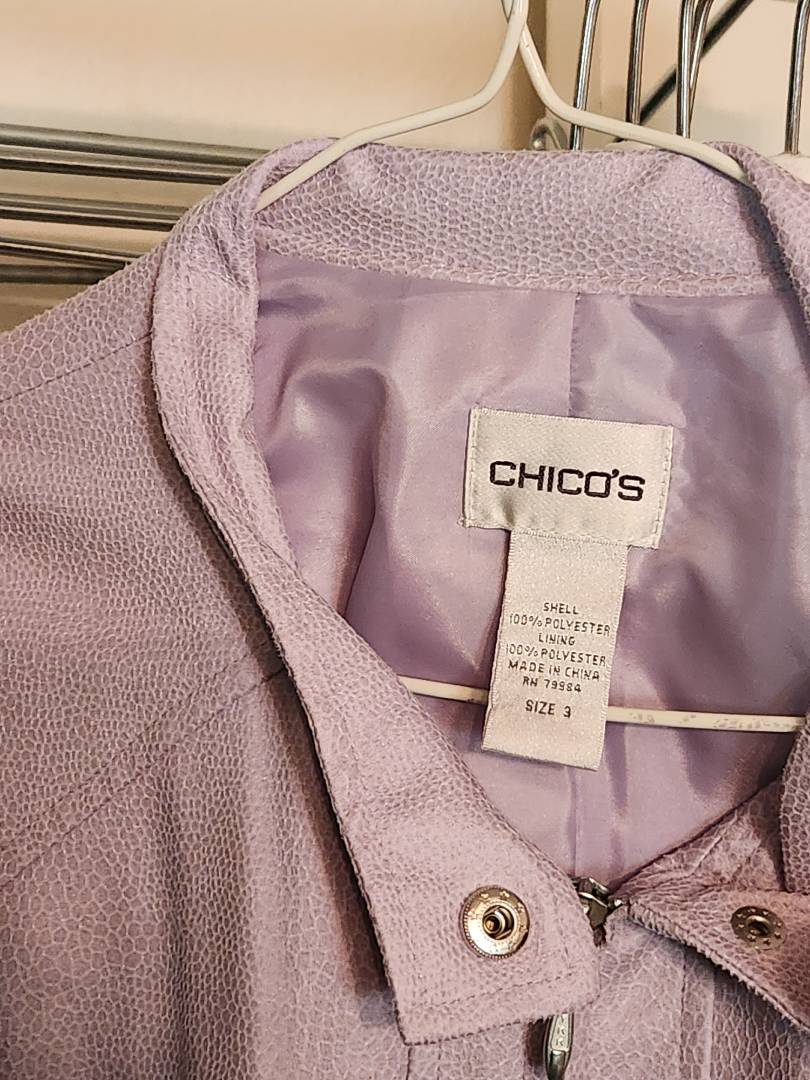 CHICO'S
SHELL
100% POLYESTER
LINING
100% POLYESTER
MADE IN CHINA
RN 79984
SIZE 3